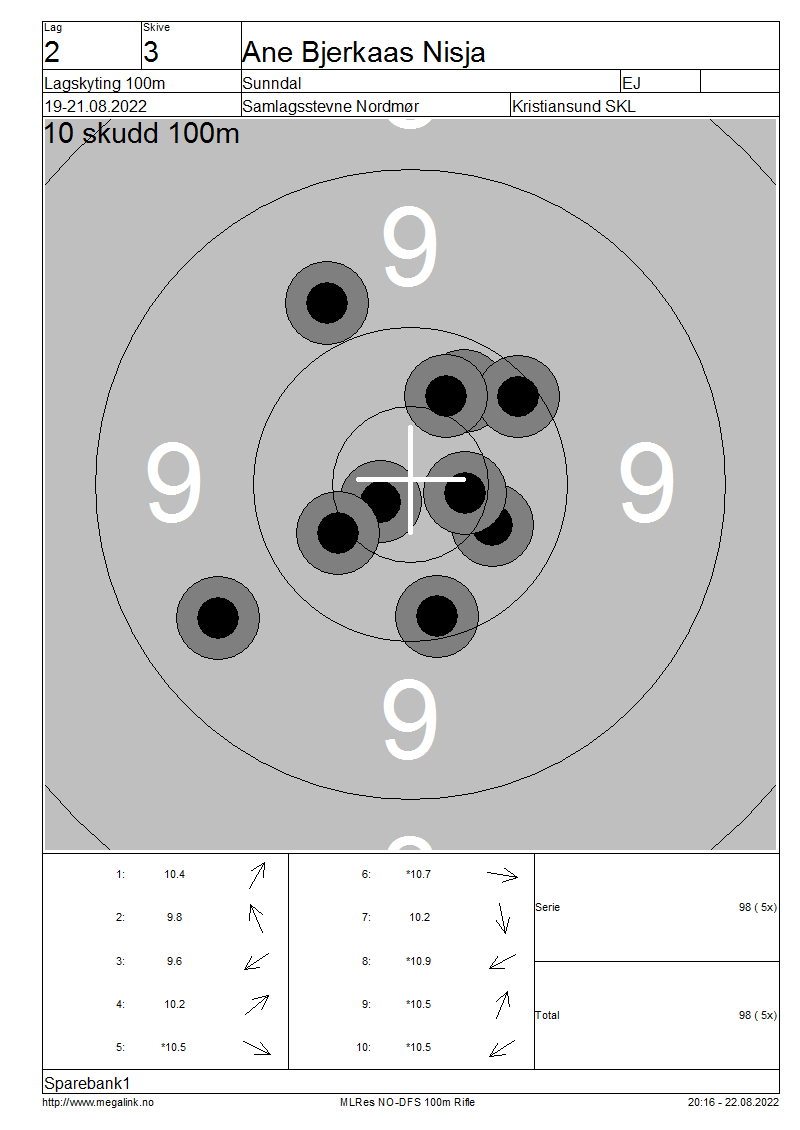 Lag Skive
2 3 Ane Bjerkaas Nisja
Lagskyting 100m Sunndal EJ
19-21.08.2022 Samlagsstevne Nordmør Kristiansund SKL
10 skudd 100m
9
9 9
9
1: 10.4 6: *10.7
2: 9.8 7: 10.2
Serie 98 ( 5x)
3: 9.6 8: *10.9
4: 10.2 9: *10.5
Total 98 ( 5x)
5: *10.5 10: *10.5
Sparebank1
http://www.megalink.no MLRes NO-DFS 100m Rifle 20:16 - 22.08.2022